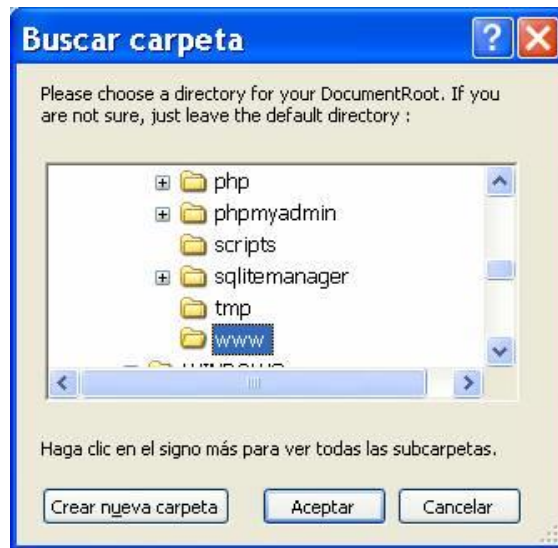 Buscar carpeta
Please choose a directory for your DocumentRoot. If you
are not sure, just leave the default directory :
php
phpmyadmin
scripts
sqlitemanager
tmp
www
Haga clic en el signo más para ver todas las subcarpetas.
Crear nueva carpeta
Aceptar
Cancelar